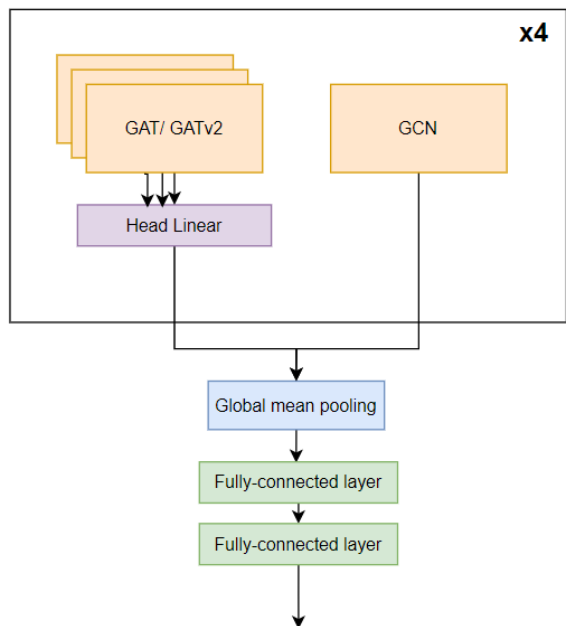 x4
GAT/ GATv2
GCN
Head Linear
Global mean pooling
Fully-connected layer
Fully-connected layer